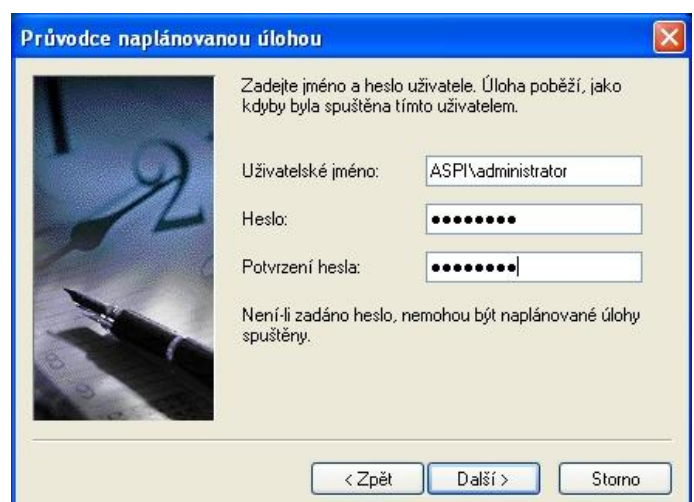 Průvodce naplánovanou úlohou
Zadejte jméno a heslo uživatele. Úloha poběží, jako
kdyby byla spuštěna tímto uživatelem.
Uživatelské jméno: ASPI\administrator
Heslo: ●●●●●●●●
Potvrzení hesla: ●●●●●●●●
Není-li zadáno heslo, nemohou být naplánované úlohy
spuštěny.
< Zpět Další > Storno